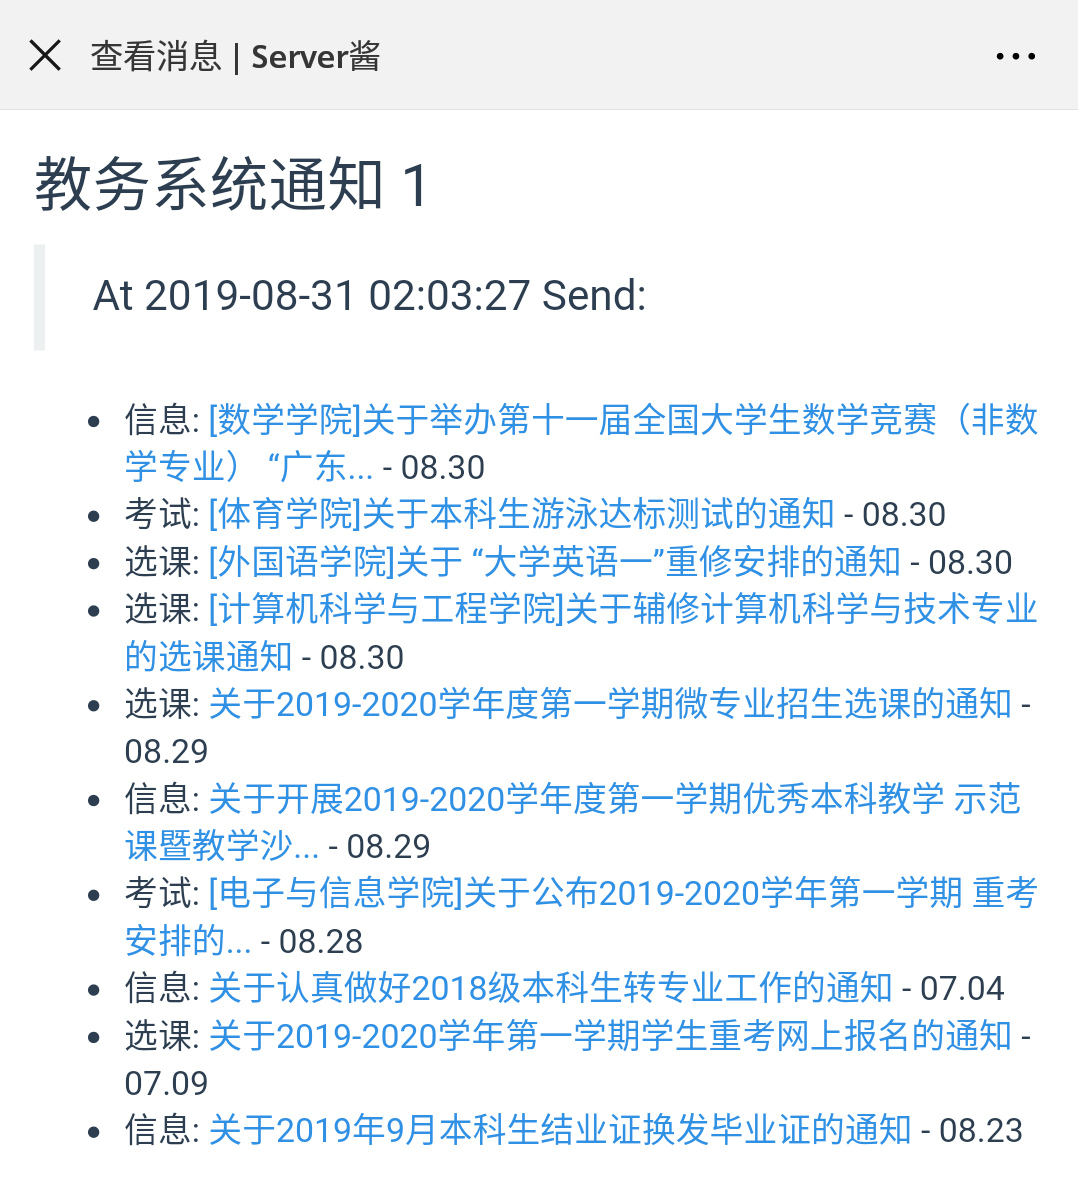 查看消息 | Server酱
教务系统通知 1
At 2019-08-31 02:03:27 Send:
信息: [数学学院]关于举办第十一届全国大学生数学竞赛（非数
学专业） “广东... - 08.30
考试: [体育学院]关于本科生游泳达标测试的通知 - 08.30
选课: [外国语学院]关于 “大学英语一”重修安排的通知 - 08.30
选课: [计算机科学与工程学院]关于辅修计算机科学与技术专业
的选课通知 - 08.30
选课: 关于2019-2020学年度第一学期微专业招生选课的通知 -
08.29
信息: 关于开展2019-2020学年度第一学期优秀本科教学 示范
课暨教学沙... - 08.29
考试: [电子与信息学院]关于公布2019-2020学年第一学期 重考
安排的... - 08.28
信息: 关于认真做好2018级本科生转专业工作的通知 - 07.04
选课: 关于2019-2020学年第一学期学生重考网上报名的通知 -
07.09
信息: 关于2019年9月本科生结业证换发毕业证的通知 - 08.23